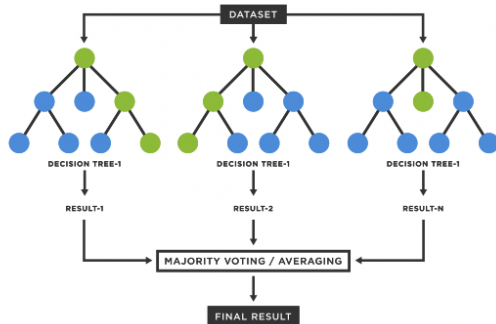 DATASET
DECISION TREE-1 DECISION TREE-1 DECISION TREE-1
RESULT-1 RESULT-2 RESULT-N
MAJORITY VOTING / AVERAGING
FINAL RESULT